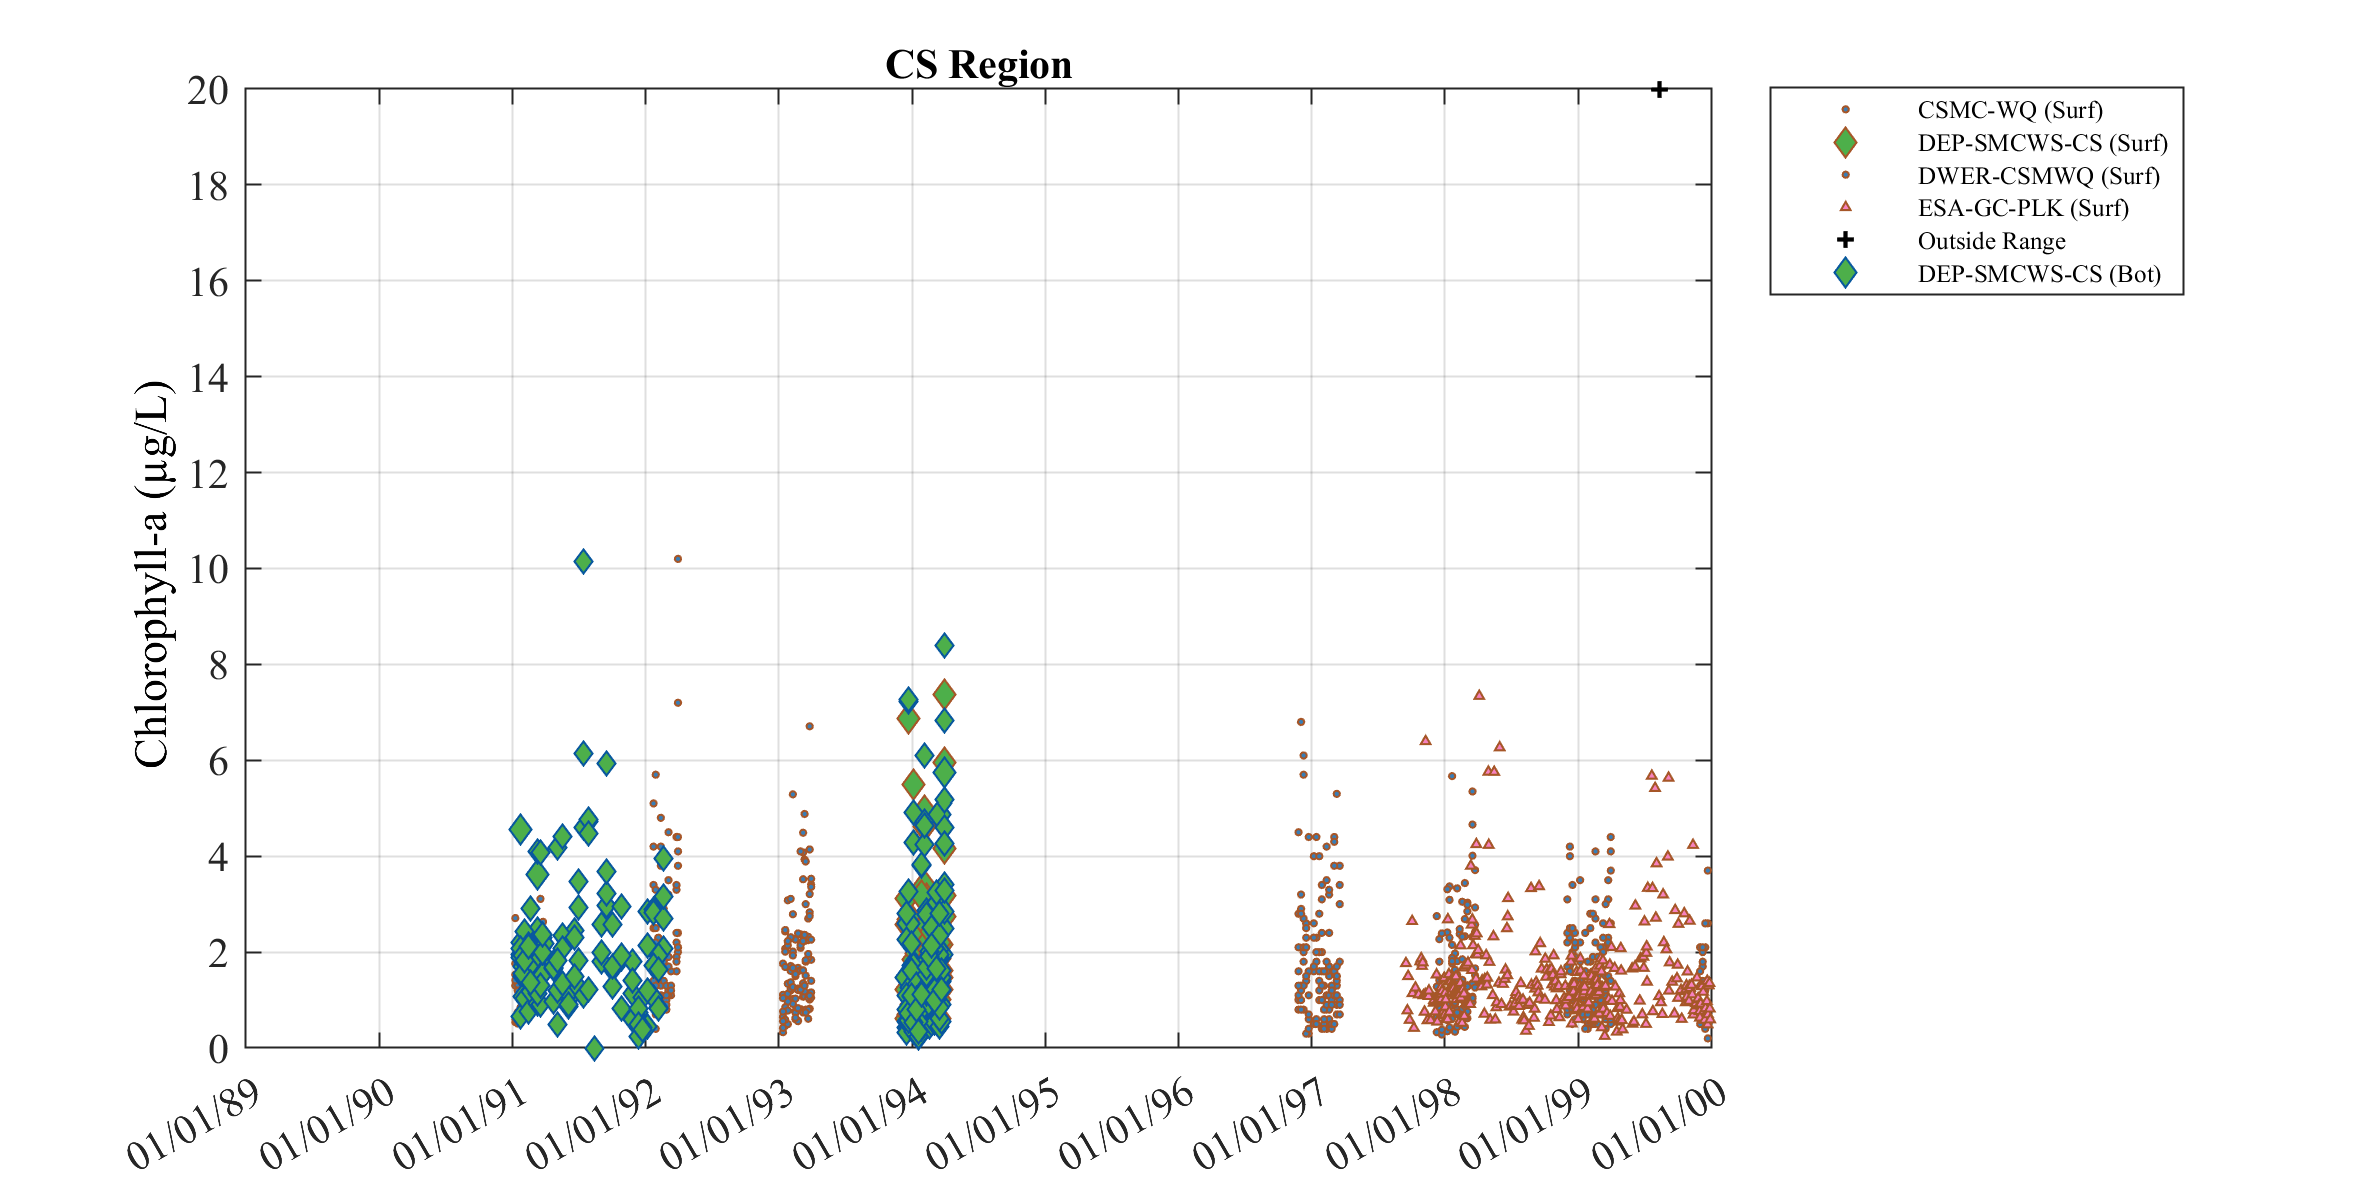 CS Region
Chlorophyll-a (µg/L)
20
18
16
14
12
10
8
6
4
2
0
01/01/89
01/01/90
01/01/91
01/01/92
01/01/93
01/01/94
01/01/95
01/01/96
01/01/97
01/01/98
01/01/99
01/01/00
CSMC-WQ (Surf)
DEP-SMCWS-CS (Surf)
DWER-CSMWQ (Surf)
ESA-GC-PLK (Surf)
Outside Range
DEP-SMCWS-CS (Bot)